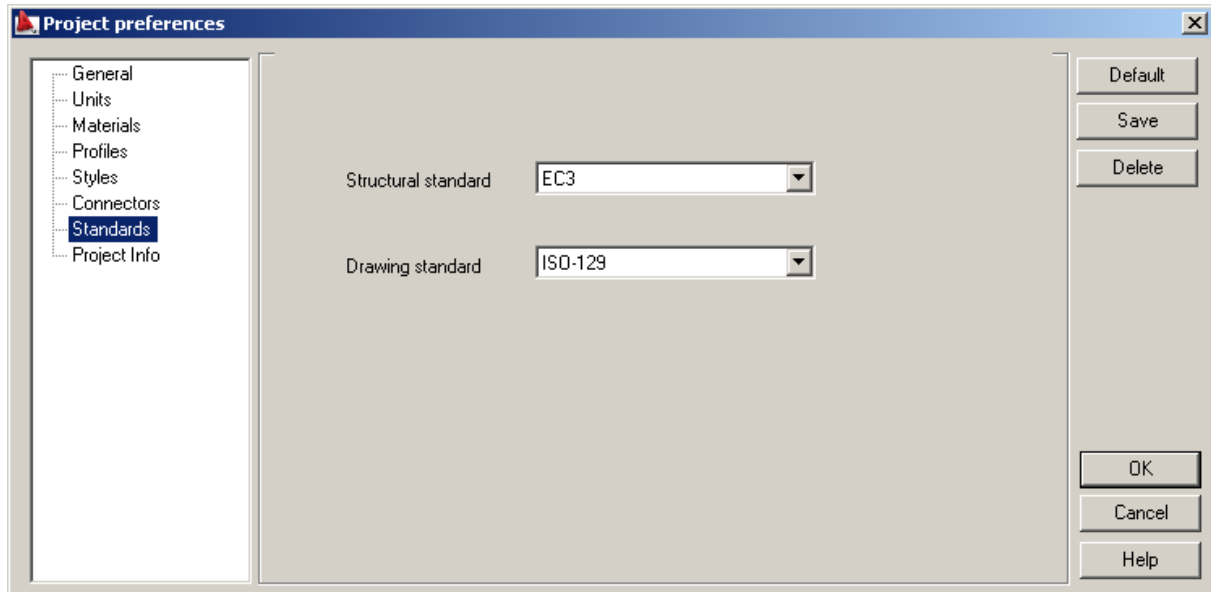 Project preferences
General
Units
Materials
Profiles
Styles
Connectors
Standards
Project Info
Structural standard EC3
Drawing standard ISO-129
Default
Save
Delete
OK
Cancel
Help